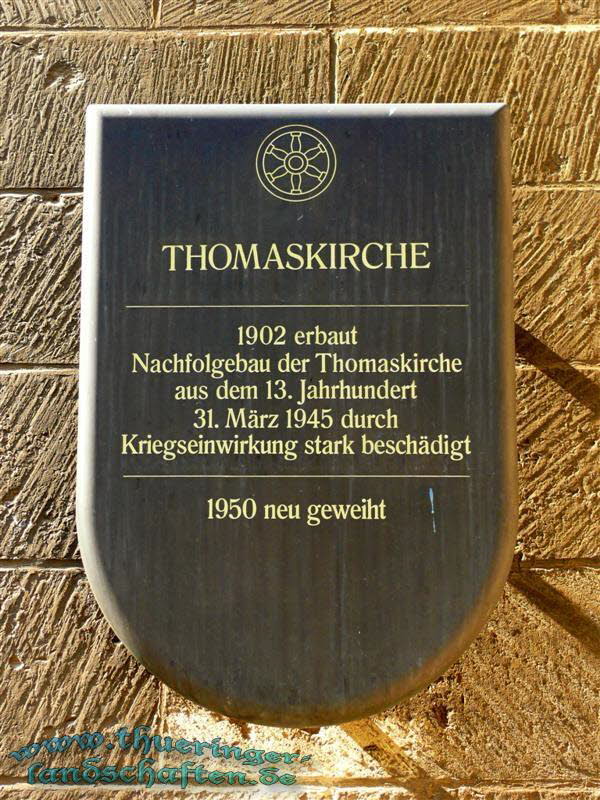 THOMASKIRCHE
1902 erbaut
Nachfolgebau der Thomaskirche
aus dem 13. Jahrhundert
31. März 1945 durch
Kriegseinwirkung stark beschädigt
1950 neu geweiht
www.thueringer-
landschaften.de